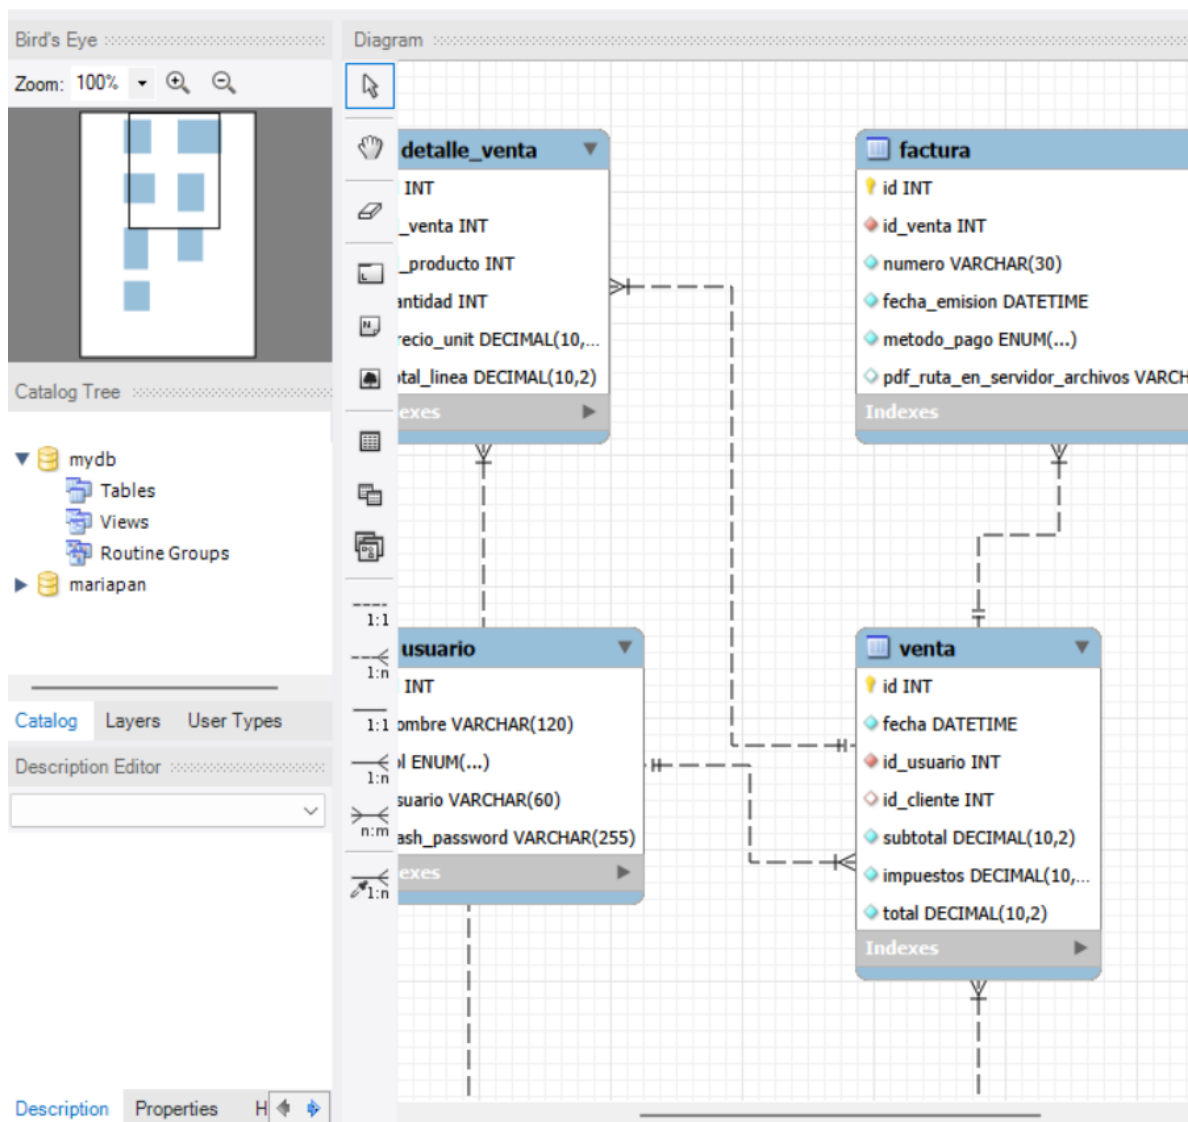 Bird's Eye
Zoom: 100%
Catalog Tree
mydb
Tables
Views
Routine Groups
mariapan
Catalog Layers User Types
Description Editor
Description Properties H
Diagram
1:1
1:n
1:1
1:n
n:m
1:n
detalle_venta
INT
_venta INT
_producto INT
antidad INT
recio_unit DECIMAL(10,...
tal_linea DECIMAL(10,2)
exes
factura
id INT
id_venta INT
numero VARCHAR(30)
fecha_emision DATETIME
metodo_pago ENUM(...)
pdf_ruta_en_servidor_archivos VARCH
Indexes
usuario
INT
ombre VARCHAR(120)
ol ENUM(...)
suario VARCHAR(60)
ash_password VARCHAR(255)
exes
venta
id INT
fecha DATETIME
id_usuario INT
id_cliente INT
subtotal DECIMAL(10,2)
impuestos DECIMAL(10,...
total DECIMAL(10,2)
Indexes